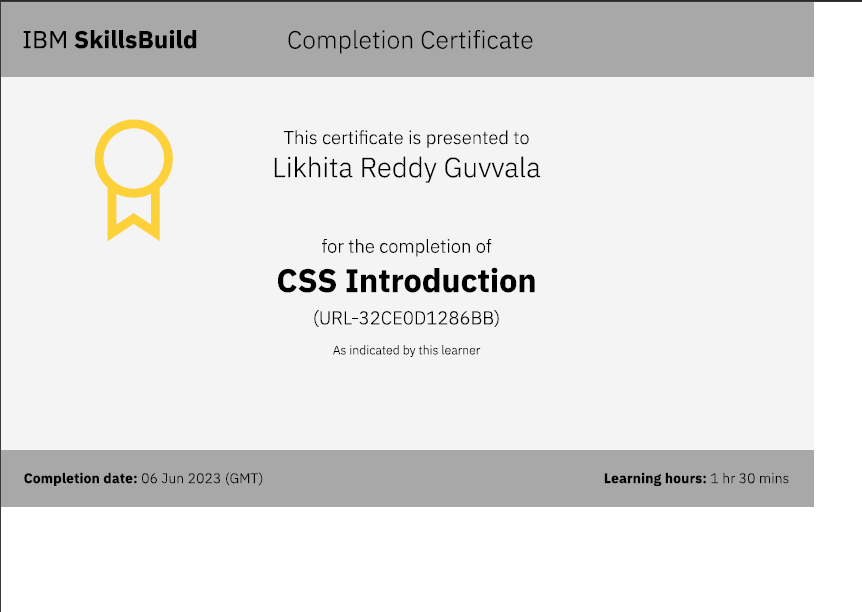 IBM SkillsBuild
Completion Certificate
This certificate is presented to
Likhita Reddy Guvvala
for the completion of
CSS Introduction
(URL-32CE0D1286BB)
As indicated by this learner
Completion date: 06 Jun 2023 (GMT)
Learning hours: 1 hr 30 mins